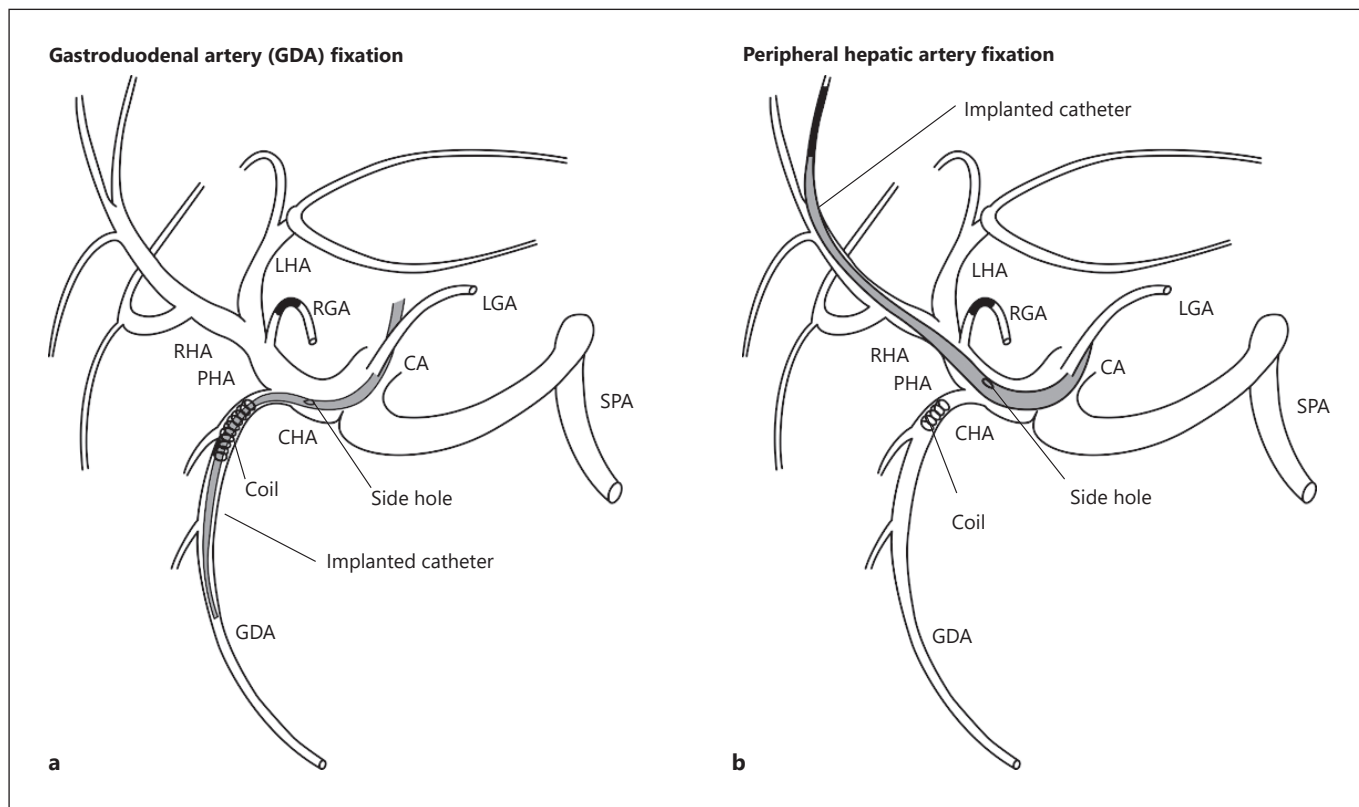 Gastroduodenal artery (GDA) fixation
LHA
RGA
LGA
RHA
CA
PHA
SPA
CHA
Coil
Side hole
Implanted catheter
GDA
a
Peripheral hepatic artery fixation
Implanted catheter
LHA
RGA
LGA
RHA
CA
PHA
SPA
CHA
Side hole
Coil
GDA
b